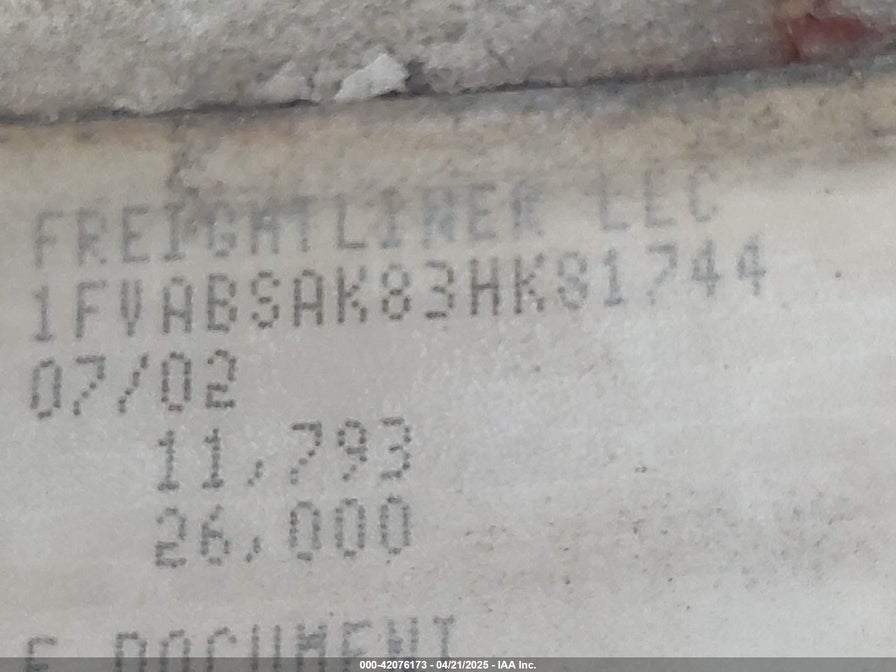 FREIGHTLINER LLC
1FVABSAK83HK81744
07/02
11,793
26,000
E DOCUMENT
000-42076173 - 04/21/2025 - IAA Inc.